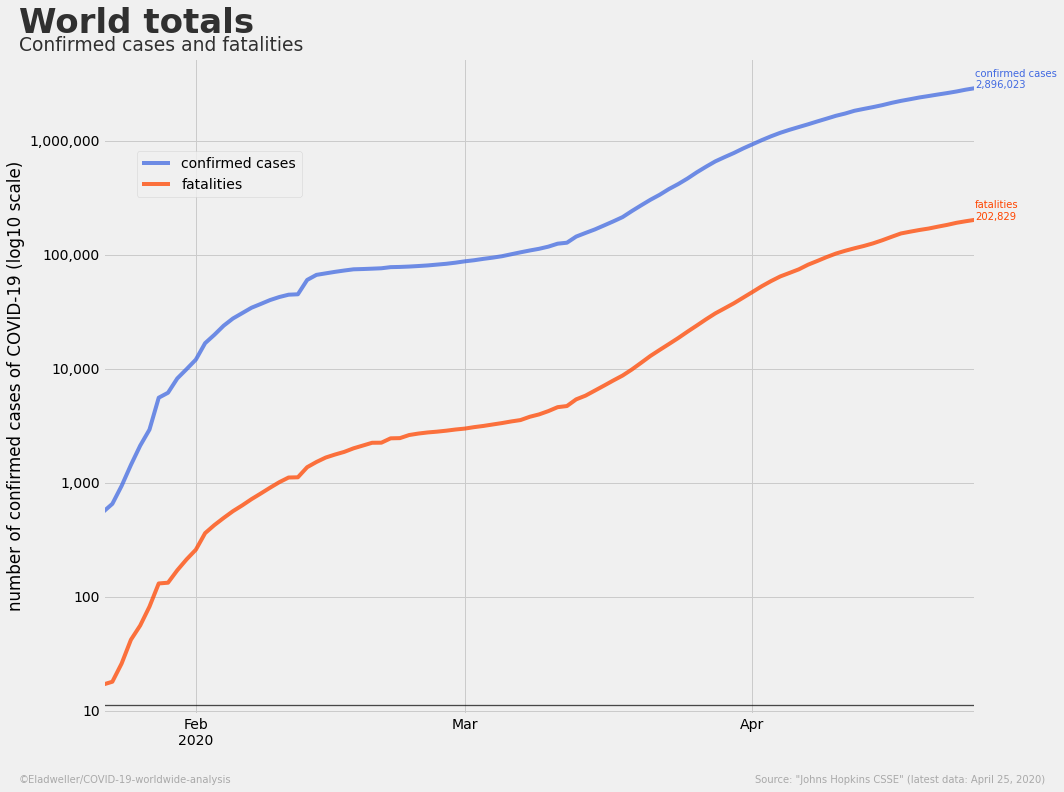 World totals
Confirmed cases and fatalities
confirmed cases
2,896,023
1,000,000
confirmed cases
fatalities
fatalities
202,829
100,000
10,000
1,000
100
10
number of confirmed cases of COVID-19 (log10 scale)
Feb
2020
Mar
Apr
©Eladweller/COVID-19-worldwide-analysis
Source: "Johns Hopkins CSSE" (latest data: April 25, 2020)